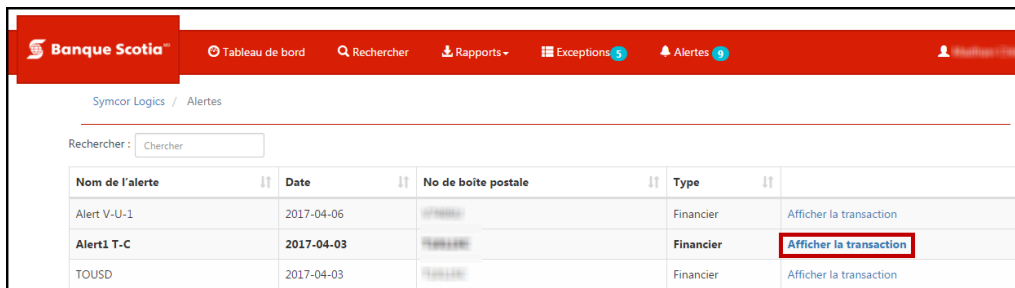 Banque Scotia MD Tableau de bord Rechercher Rapports Exceptions 5 Alertes 9
Symcor Logics / Alertes
Rechercher : Chercher
Nom de l'alerte Date No de boîte postale Type
Alert V-U-1 2017-04-06 Financier Afficher la transaction
Alert1 T-C 2017-04-03 Financier Afficher la transaction
TOUSD 2017-04-03 Financier Afficher la transaction